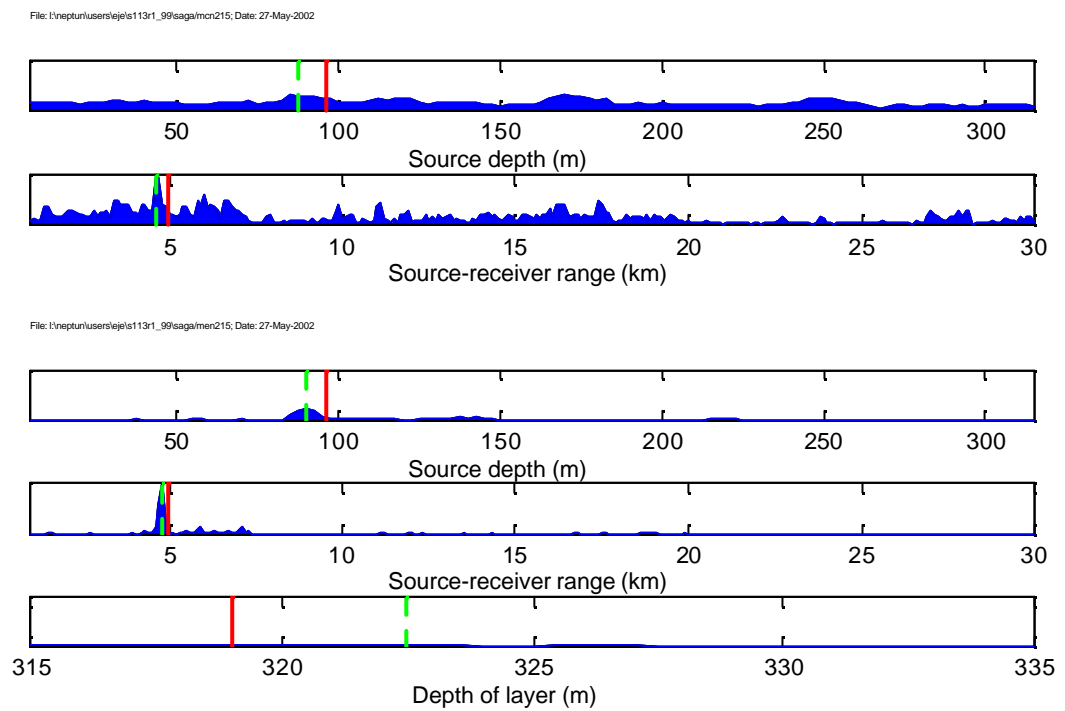 File: I:\neptun\users\eje\s113r1_99\saga/mcn215; Date: 27-May-2002
50 100 150 200 250 300
Source depth (m)
5 10 15 20 25 30
Source-receiver range (km)
File: I:\neptun\users\eje\s113r1_99\saga/men215; Date: 27-May-2002
50 100 150 200 250 300
Source depth (m)
5 10 15 20 25 30
Source-receiver range (km)
315 320 325 330 335
Depth of layer (m)